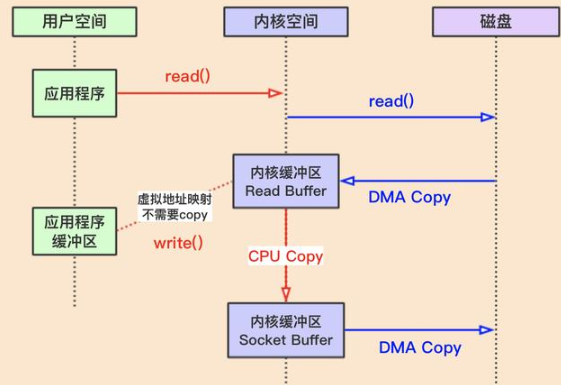 用户空间
内核空间
磁盘
应用程序
read()
read()
内核缓冲区
Read Buffer
DMA Copy
虚拟地址映射
不需要copy
应用程序
缓冲区
write()
CPU Copy
内核缓冲区
Socket Buffer
DMA Copy